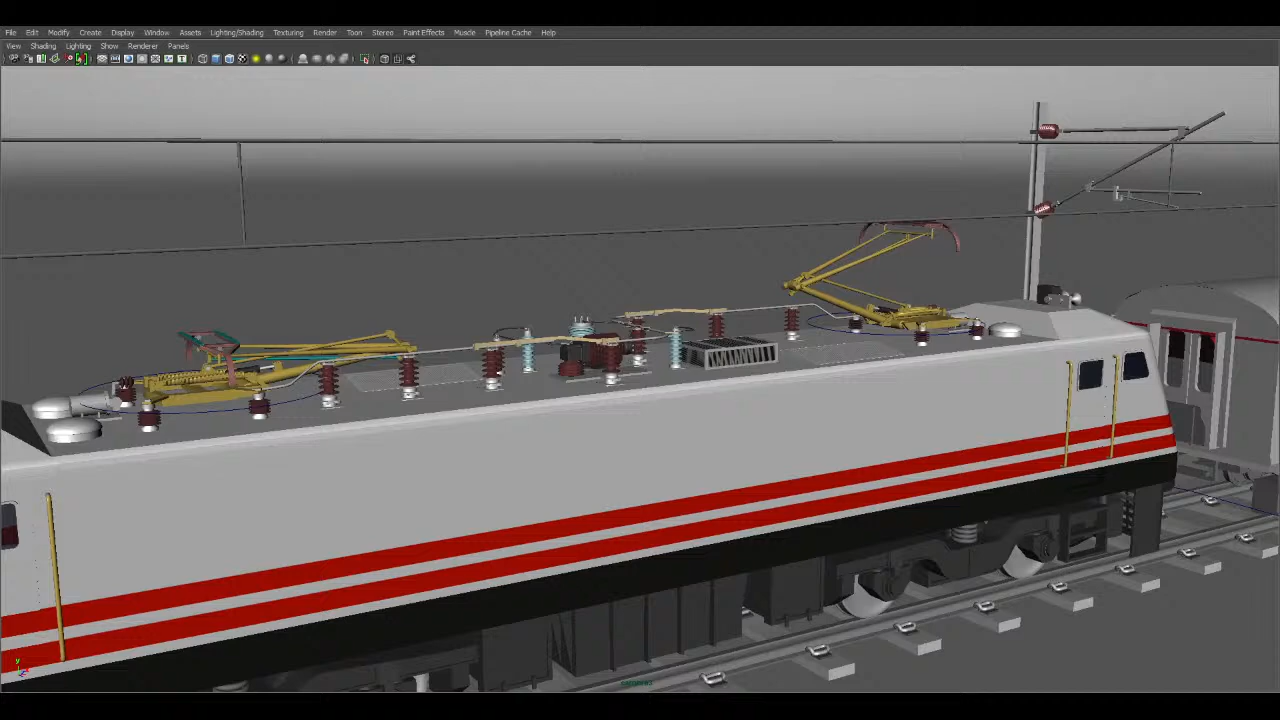 File Edit Modify Create Display Window Assets Lighting/Shading Texturing Render Toon Stereo Paint Effects Muscle Pipeline Cache Help
View Shading Lighting Show Renderer Panels